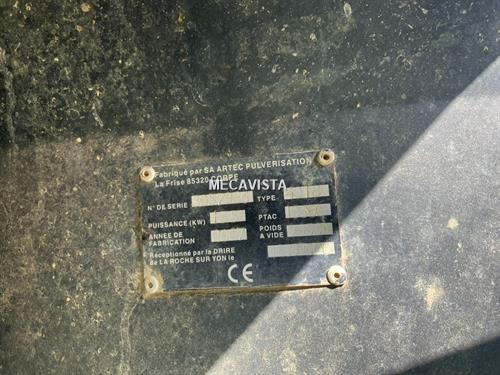 Fabriqué par SA ARTEC PULVERISATION
La Frise 85320 CORPE
MECAVISTA
N° DE SERIE TYPE
PUISSANCE (KW) PTAC
ANNEE DE FABRICATION POIDS A VIDE
Réceptionné par la DRIRE
de LA ROCHE SUR YON le
CE